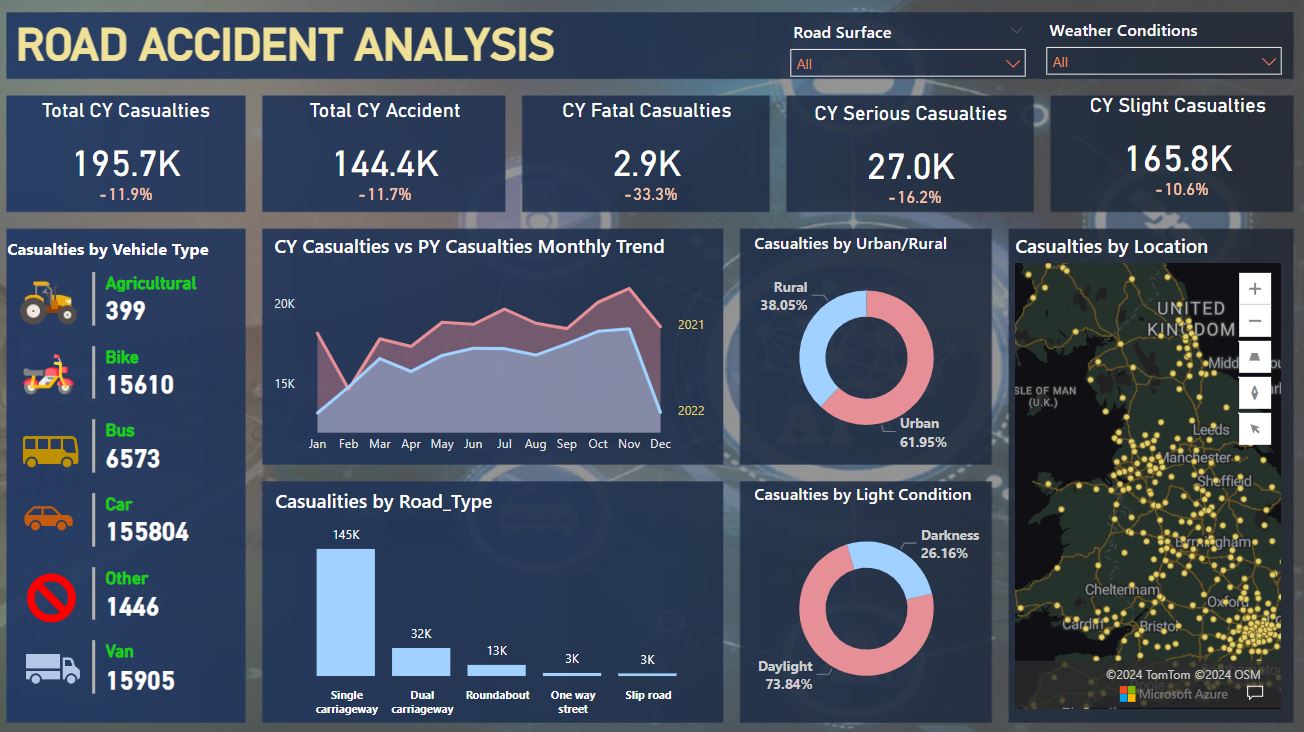 ROAD ACCIDENT ANALYSIS
Road Surface
All
Weather Conditions
All
Total CY Casualties
195.7K
-11.9%
Total CY Accident
144.4K
-11.7%
CY Fatal Casualties
2.9K
-33.3%
CY Serious Casualties
27.0K
-16.2%
CY Slight Casualties
165.8K
-10.6%
Casualties by Vehicle Type
Agricultural
399
Bike
15610
Bus
6573
Car
155804
Other
1446
Van
15905
CY Casualties vs PY Casualties Monthly Trend
20K
15K
2021
2022
Jan Feb Mar Apr May Jun Jul Aug Sep Oct Nov Dec
Casualities by Road_Type
145K
32K
13K
3K
3K
Single carriageway
Dual carriageway
Roundabout
One way street
Slip road
Casualties by Urban/Rural
Rural
38.05%
Urban
61.95%
Casualties by Light Condition
Darkness
26.16%
Daylight
73.84%
Casualties by Location
UNITED
KINGDOM
ISLE OF MAN
(U.K.)
Leeds
Manchester
Sheffield
Birmingham
Cheltenham
Oxford
Cardiff
Bristol
©2024 TomTom ©2024 OSM
Microsoft Azure